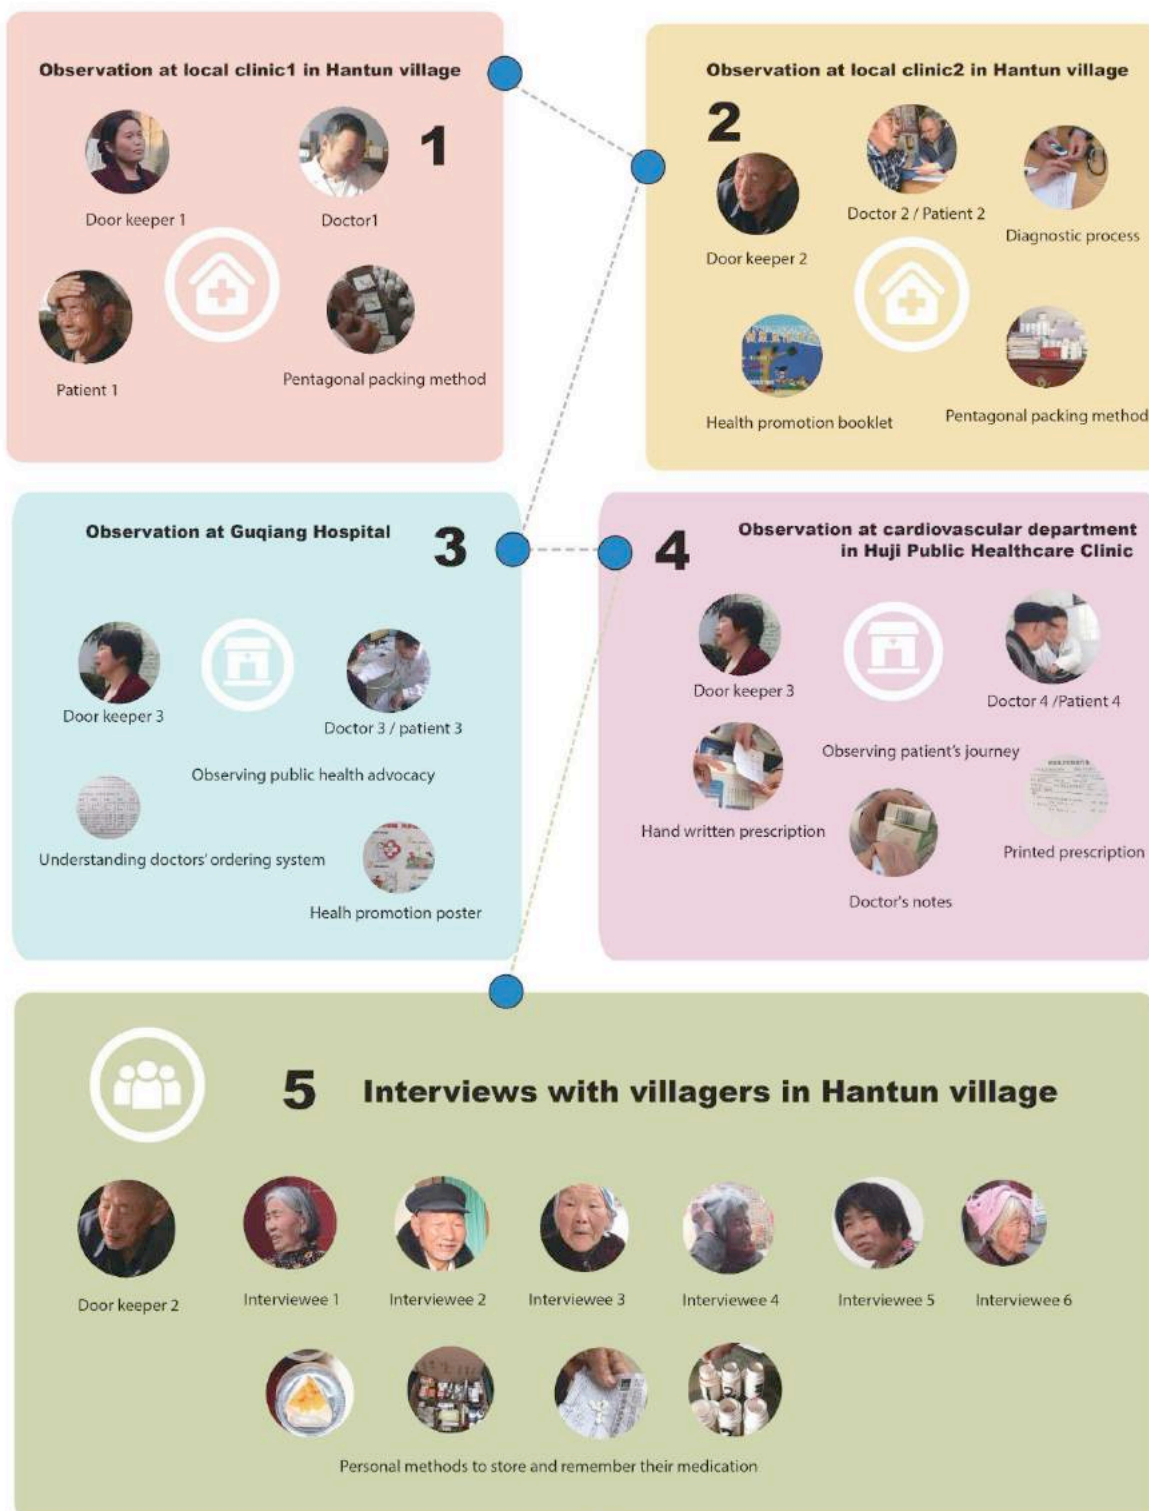 Observation at local clinic1 in Hantun village
1
Door keeper 1
Doctor1
Patient 1
Pentagonal packing method
Observation at local clinic2 in Hantun village
2
Door keeper 2
Doctor 2 / Patient 2
Diagnostic process
Health promotion booklet
Pentagonal packing method
Observation at Guqiang Hospital
3
Door keeper 3
Doctor 3 / patient 3
Observing public health advocacy
Understanding doctors' ordering system
Healh promotion poster
4
Observation at cardiovascular department
in Huji Public Healthcare Clinic
Door keeper 3
Doctor 4 /Patient 4
Observing patient's journey
Hand written prescription
Printed prescription
Doctor's notes
5 Interviews with villagers in Hantun village
Door keeper 2
Interviewee 1
Interviewee 2
Interviewee 3
Interviewee 4
Interviewee 5
Interviewee 6
Personal methods to store and remember their medication